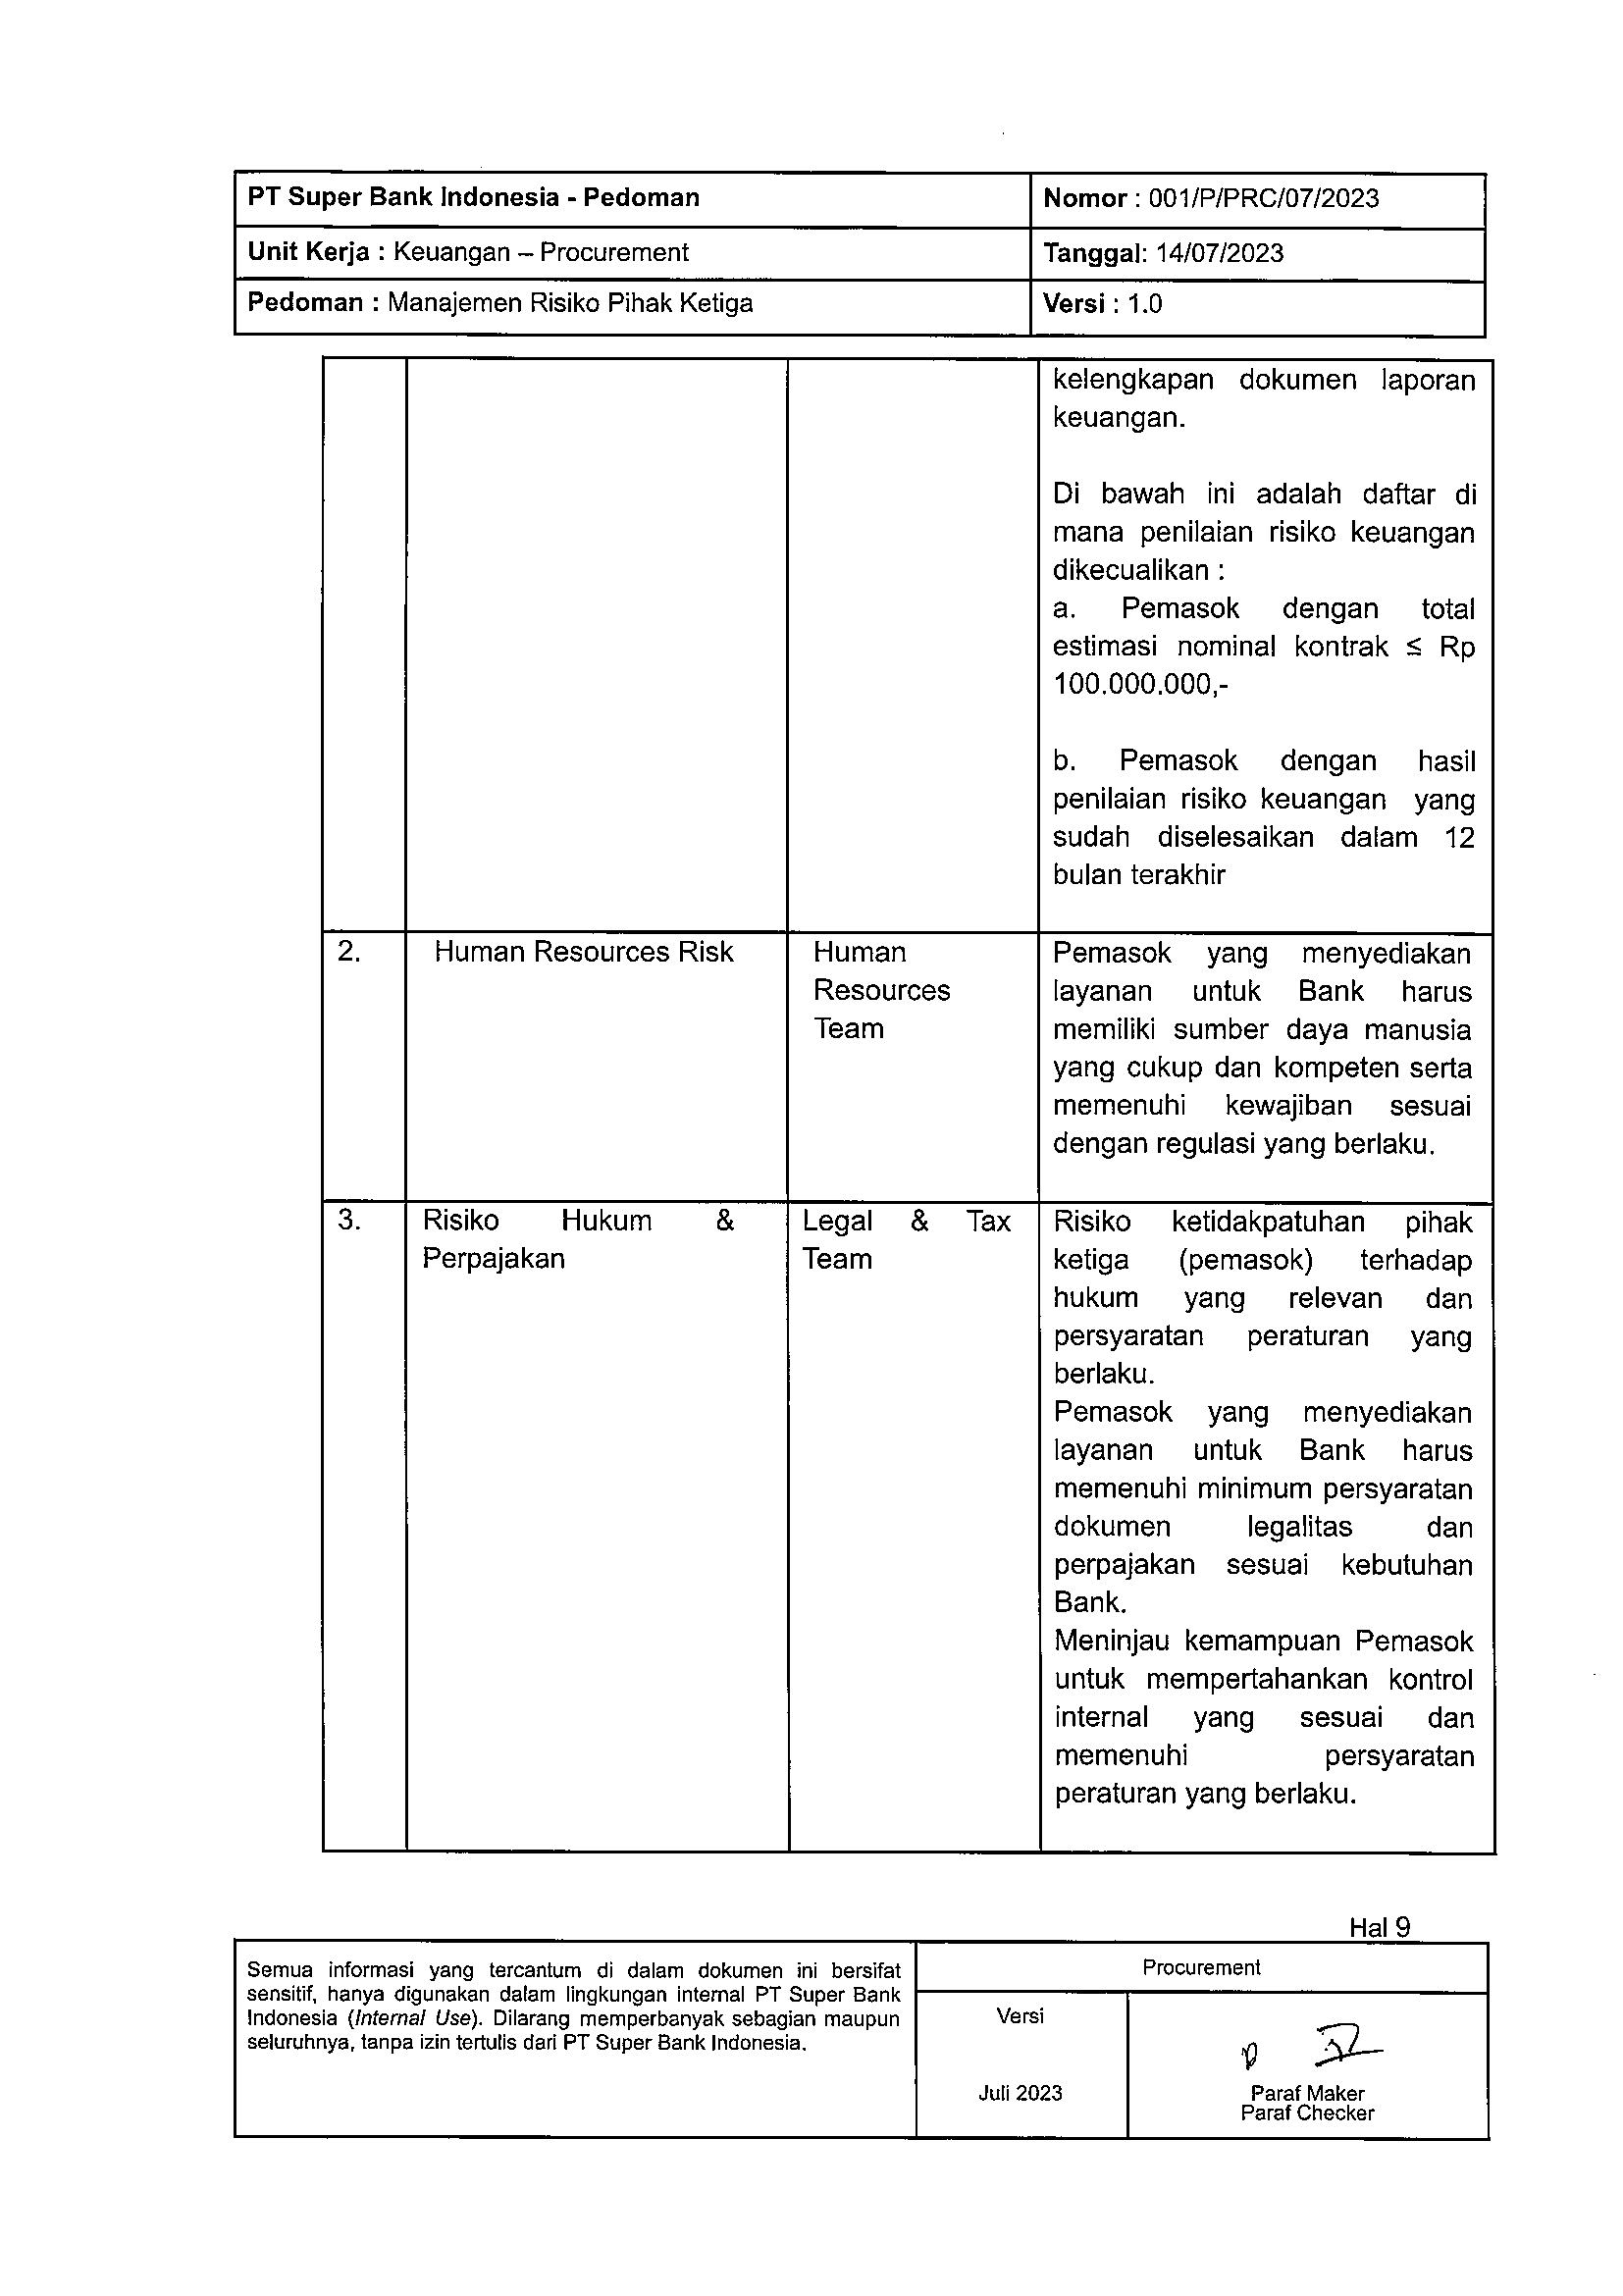 PT Super Bank Indonesia - Pedoman
Nomor : 001/P/PRC/07/2023
Unit Kerja : Keuangan – Procurement
Tanggal: 14/07/2023
Pedoman : Manajemen Risiko Pihak Ketiga
Versi : 1.0
kelengkapan dokumen laporan
keuangan.
Di bawah ini adalah daftar di
mana penilaian risiko keuangan
dikecualikan :
a. Pemasok dengan total
estimasi nominal kontrak ≤ Rp
100.000.000,-
b. Pemasok dengan hasil
penilaian risiko keuangan yang
sudah diselesaikan dalam 12
bulan terakhir
2.
Human Resources Risk
Human
Resources
Team
Pemasok yang menyediakan
layanan untuk Bank harus
memiliki sumber daya manusia
yang cukup dan kompeten serta
memenuhi kewajiban sesuai
dengan regulasi yang berlaku.
3.
Risiko Hukum &
Perpajakan
Legal & Tax
Team
Risiko ketidakpatuhan pihak
ketiga (pemasok) terhadap
hukum yang relevan dan
persyaratan peraturan yang
berlaku.
Pemasok yang menyediakan
layanan untuk Bank harus
memenuhi minimum persyaratan
dokumen legalitas dan
perpajakan sesuai kebutuhan
Bank.
Meninjau kemampuan Pemasok
untuk mempertahankan kontrol
internal yang sesuai dan
memenuhi persyaratan
peraturan yang berlaku.
Hal 9
Semua informasi yang tercantum di dalam dokumen ini bersifat
sensitif, hanya digunakan dalam lingkungan internal PT Super Bank
Indonesia (Internal Use). Dilarang memperbanyak sebagian maupun
seluruhnya, tanpa izin tertulis dari PT Super Bank Indonesia.
Procurement
Versi
Juli 2023
Paraf Maker
Paraf Checker